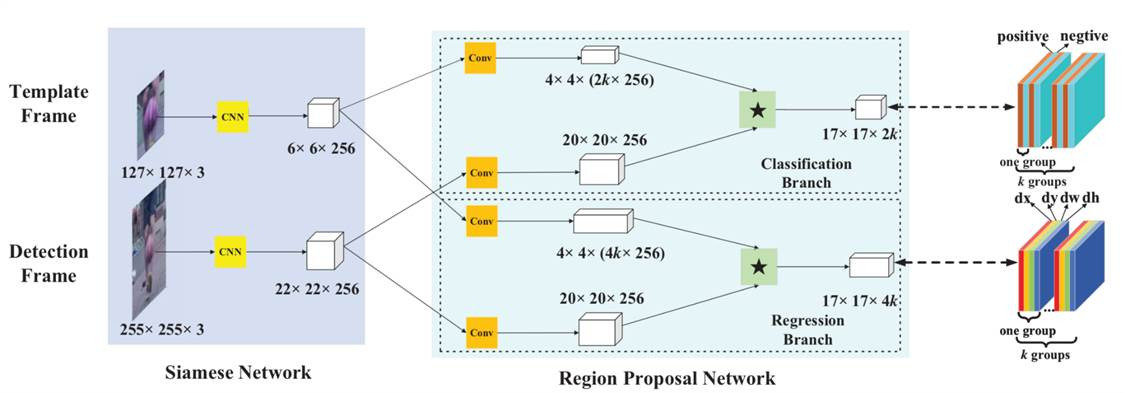 Template
Frame
127× 127× 3
CNN
6× 6× 256
Detection
Frame
255× 255× 3
CNN
22× 22× 256
Siamese Network
Conv
4× 4× (2k× 256)
20× 20× 256
Conv
★
17× 17× 2k
Classification
Branch
Conv
4× 4× (4k× 256)
20× 20× 256
Conv
★
17× 17× 4k
Regression
Branch
Region Proposal Network
positive negtive
one group
k groups
dx dy dw dh
one group
k groups